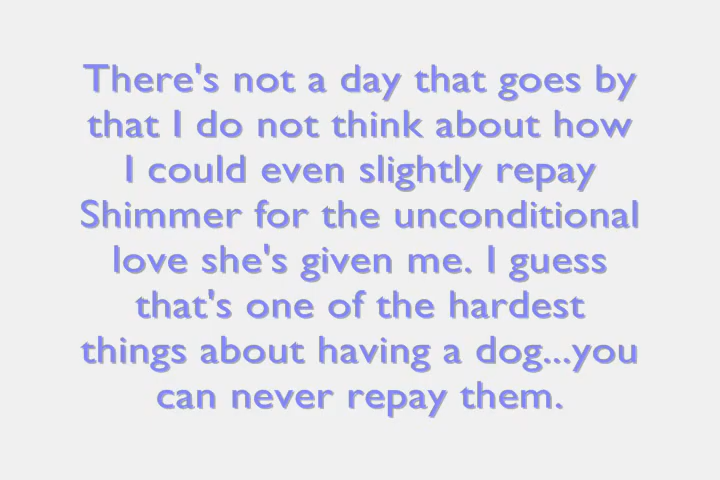 There's not a day that goes by
that I do not think about how
I could even slightly repay
Shimmer for the unconditional
love she's given me. I guess
that's one of the hardest
things about having a dog...you
can never repay them.